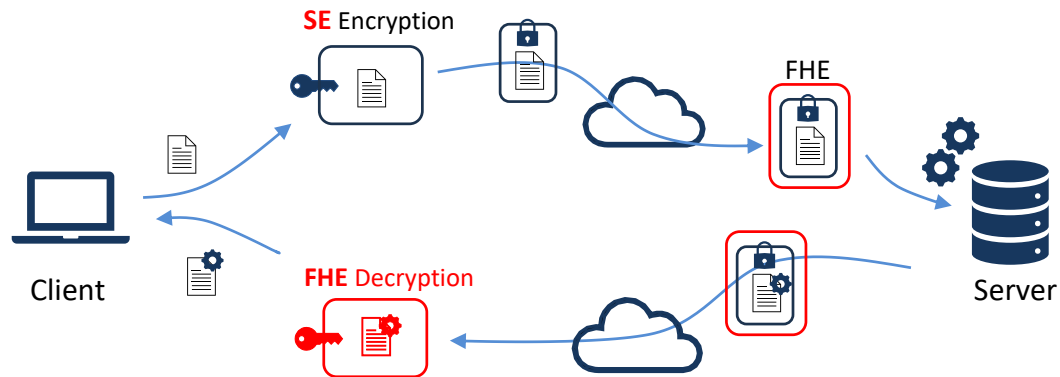 SE Encryption
FHE
Client
FHE Decryption
Server